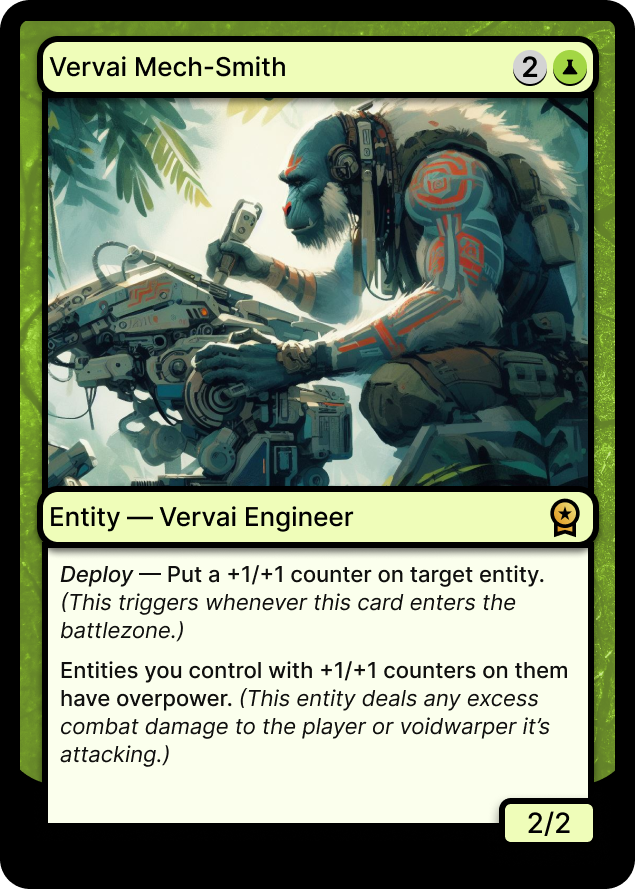 Vervai Mech-Smith 2
Entity — Vervai Engineer
Deploy — Put a +1/+1 counter on target entity.
(This triggers whenever this card enters the
battlezone.)
Entities you control with +1/+1 counters on them
have overpower. (This entity deals any excess
combat damage to the player or voidwarper it’s
attacking.)
2/2